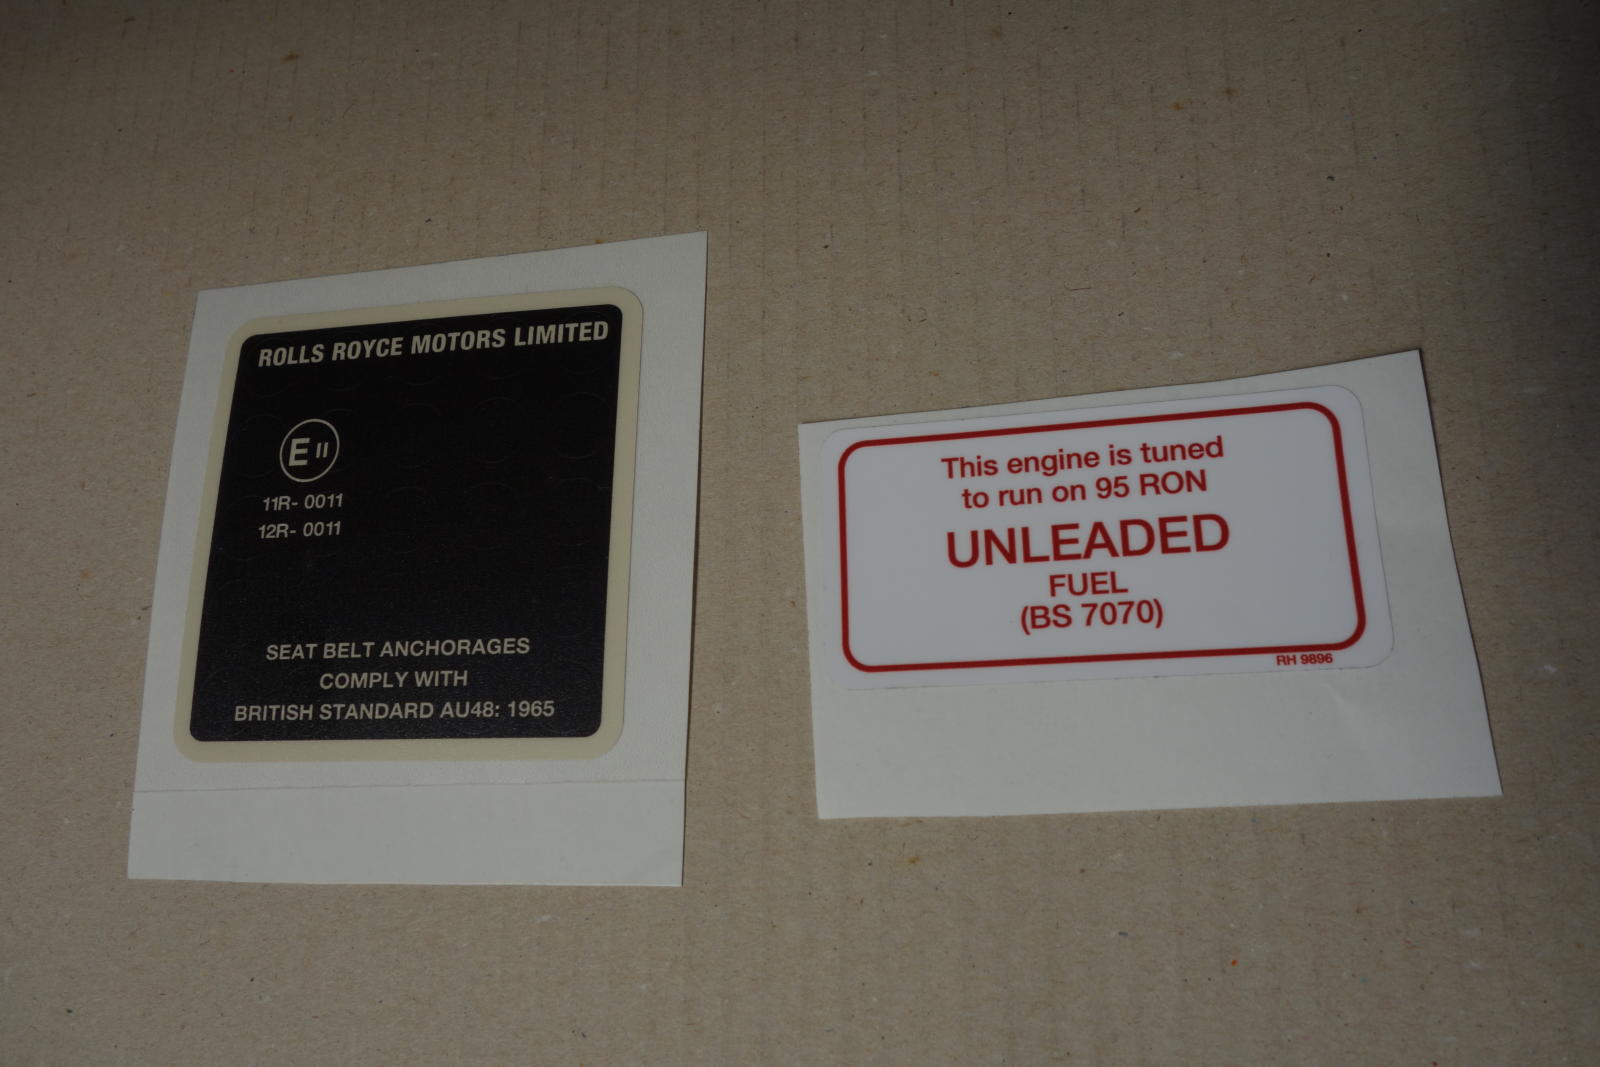 ROLLS ROYCE MOTORS LIMITED
E II
11R- 0011
12R- 0011
SEAT BELT ANCHORAGES
COMPLY WITH
BRITISH STANDARD AU48: 1965
This engine is tuned
to run on 95 RON
UNLEADED
FUEL
(BS 7070)
RH 9896